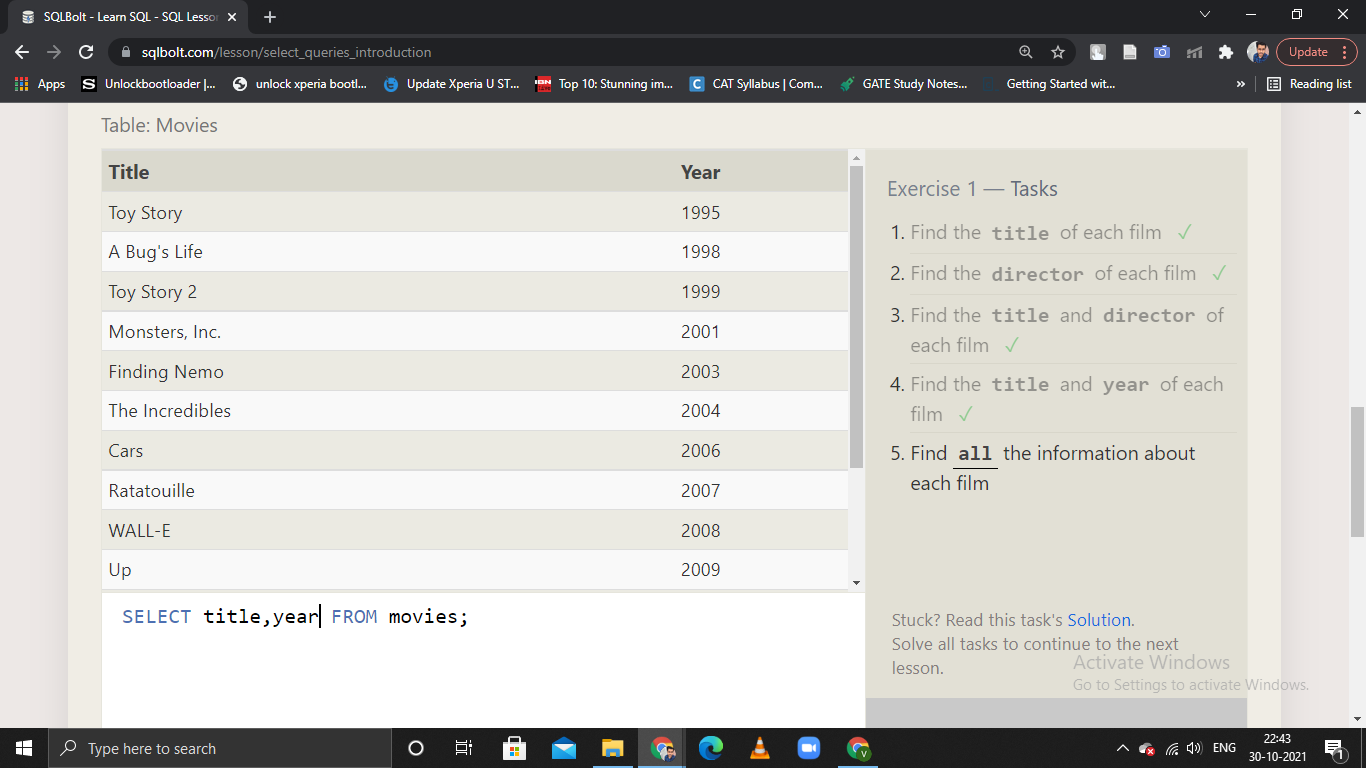 SQLBolt - Learn SQL - SQL Lesson
sqlbolt.com/lesson/select_queries_introduction
Update
Apps
Unlockbootloader |...
unlock xperia bootl...
Update Xperia U ST...
Top 10: Stunning im...
CAT Syllabus | Com...
GATE Study Notes...
Getting Started wit...
»
Reading list
Table: Movies
Title Year
Toy Story 1995
A Bug's Life 1998
Toy Story 2 1999
Monsters, Inc. 2001
Finding Nemo 2003
The Incredibles 2004
Cars 2006
Ratatouille 2007
WALL-E 2008
Up 2009
SELECT title,year FROM movies;
Exercise 1 — Tasks
1. Find the title of each film ✓
2. Find the director of each film ✓
3. Find the title and director of
each film ✓
4. Find the title and year of each
film ✓
5. Find all the information about
each film
Stuck? Read this task's Solution.
Solve all tasks to continue to the next
lesson.
Activate Windows
Go to Settings to activate Windows.
Type here to search
ENG
22:43
30-10-2021
1